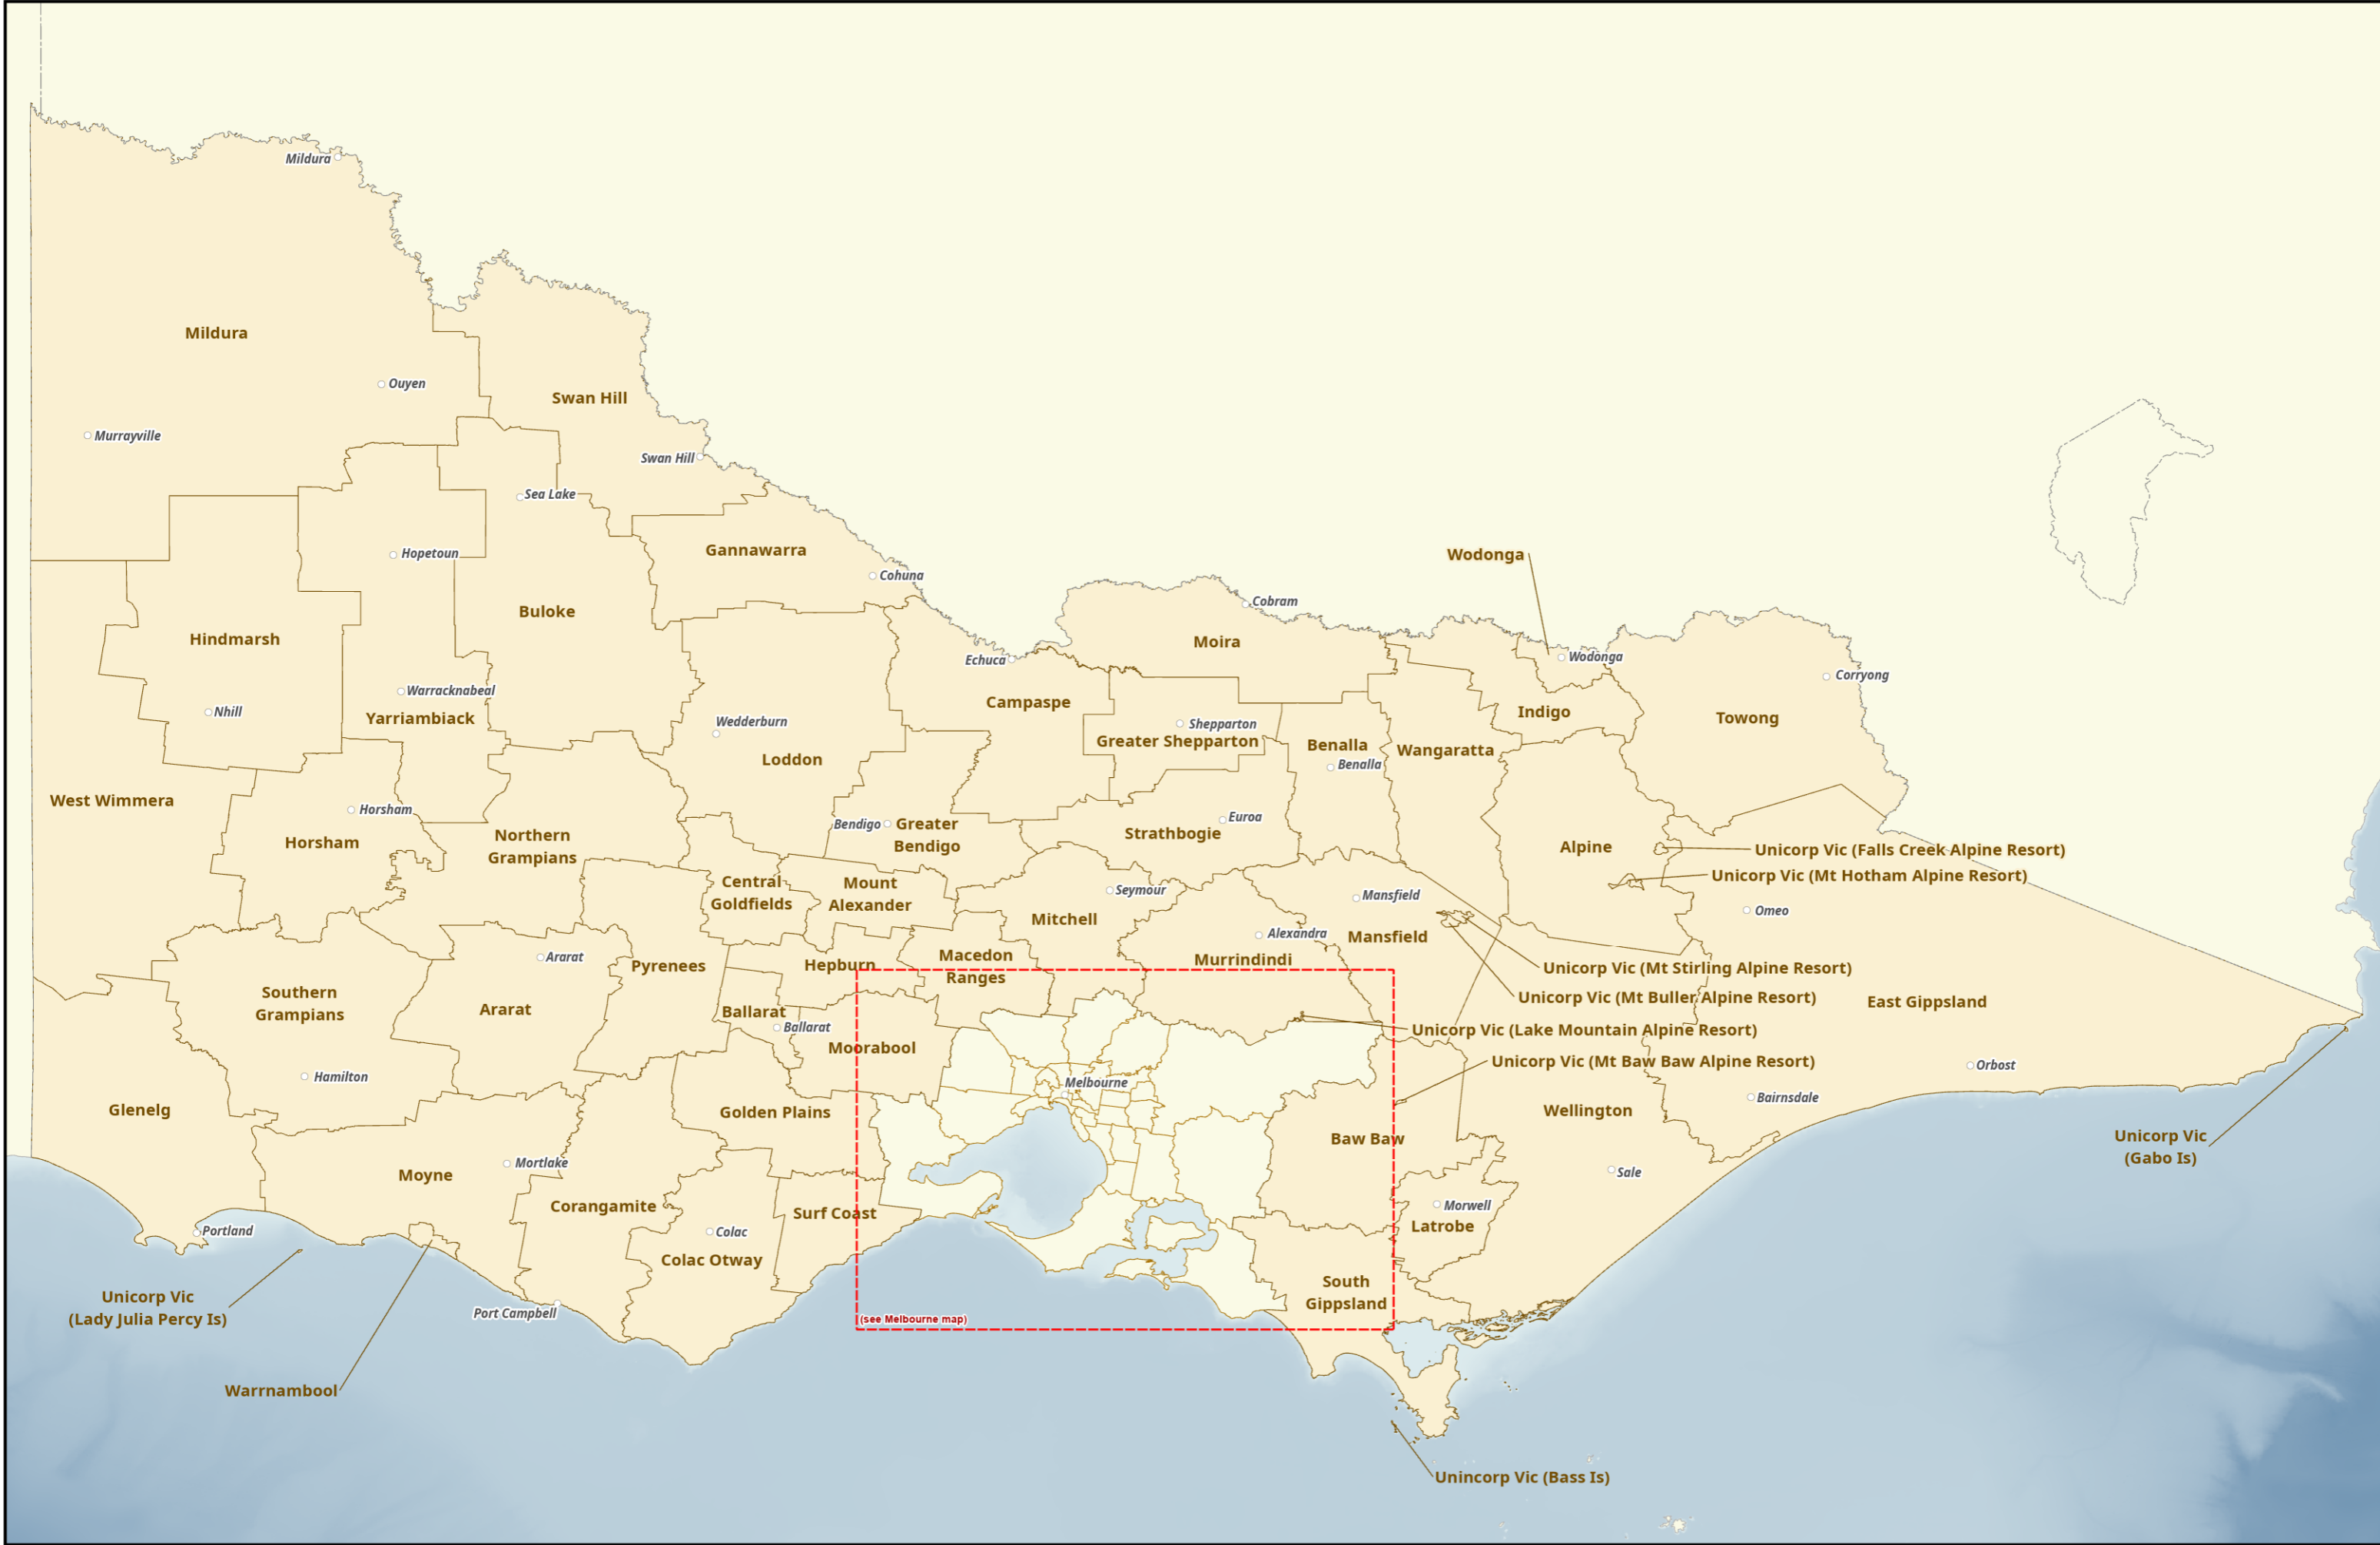 Mildura
Mildura
Ouyen
Swan Hill
Murrayville
Swan Hill
Sea Lake
Hopetoun
Gannawarra
Wodonga
Cohuna
Cobram
Buloke
Hindmarsh
Moira
Echuca
Wodonga
Corryong
Warracknabeal
Campaspe
Nhill
Yarriambiack
Wedderburn
Shepparton
Indigo
Towong
Greater Shepparton
Benalla
Wangaratta
Loddon
Benalla
West Wimmera
Horsham
Euroa
Bendigo
Greater
Bendigo
Northern
Grampians
Strathbogie
Horsham
Alpine
Unicorp Vic (Falls Creek Alpine Resort)
Unicorp Vic (Mt Hotham Alpine Resort)
Central
Goldfields
Mount
Alexander
Seymour
Mansfield
Omeo
Mitchell
Alexandra
Mansfield
Ararat
Pyrenees
Hepburn
Macedon
Ranges
Murrindindi
Unicorp Vic (Mt Stirling Alpine Resort)
Southern
Grampians
Unicorp Vic (Mt Buller Alpine Resort)
East Gippsland
Ararat
Ballarat
Ballarat
Unicorp Vic (Lake Mountain Alpine Resort)
Moorabool
Unicorp Vic (Mt Baw Baw Alpine Resort)
Orbost
Hamilton
Melbourne
Bairnsdale
Glenelg
Golden Plains
Wellington
Baw Baw
Unicorp Vic
(Gabo Is)
Mortlake
Moyne
Sale
Corangamite
Morwell
Surf Coast
Latrobe
Portland
Colac
Colac Otway
South
Gippsland
Unicorp Vic
(Lady Julia Percy Is)
Port Campbell
(see Melbourne map)
Warrnambool
Unincorp Vic (Bass Is)